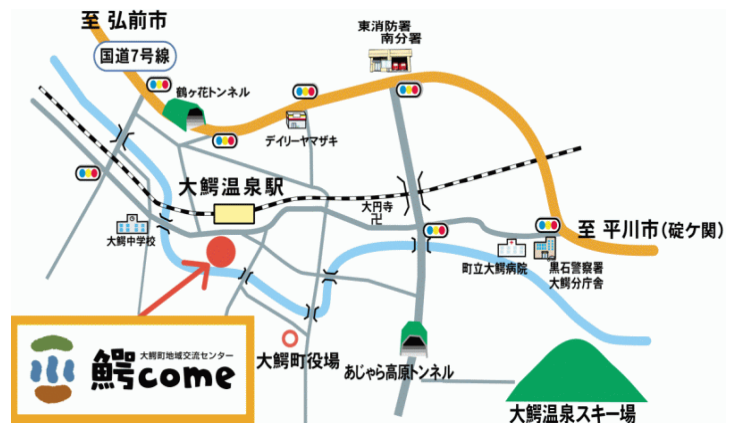 至 弘前市
国道7号線
東消防署
南分署
鶴ヶ花トンネル
デイリーヤマザキ
大鰐温泉駅
大円寺
大鰐中学校
至 平川市(碇ケ関)
町立大鰐病院
黒石警察署
大鰐分庁舎
大鰐町地域交流センター
鰐come
大鰐町役場
あじゃら高原トンネル
大鰐温泉スキー場